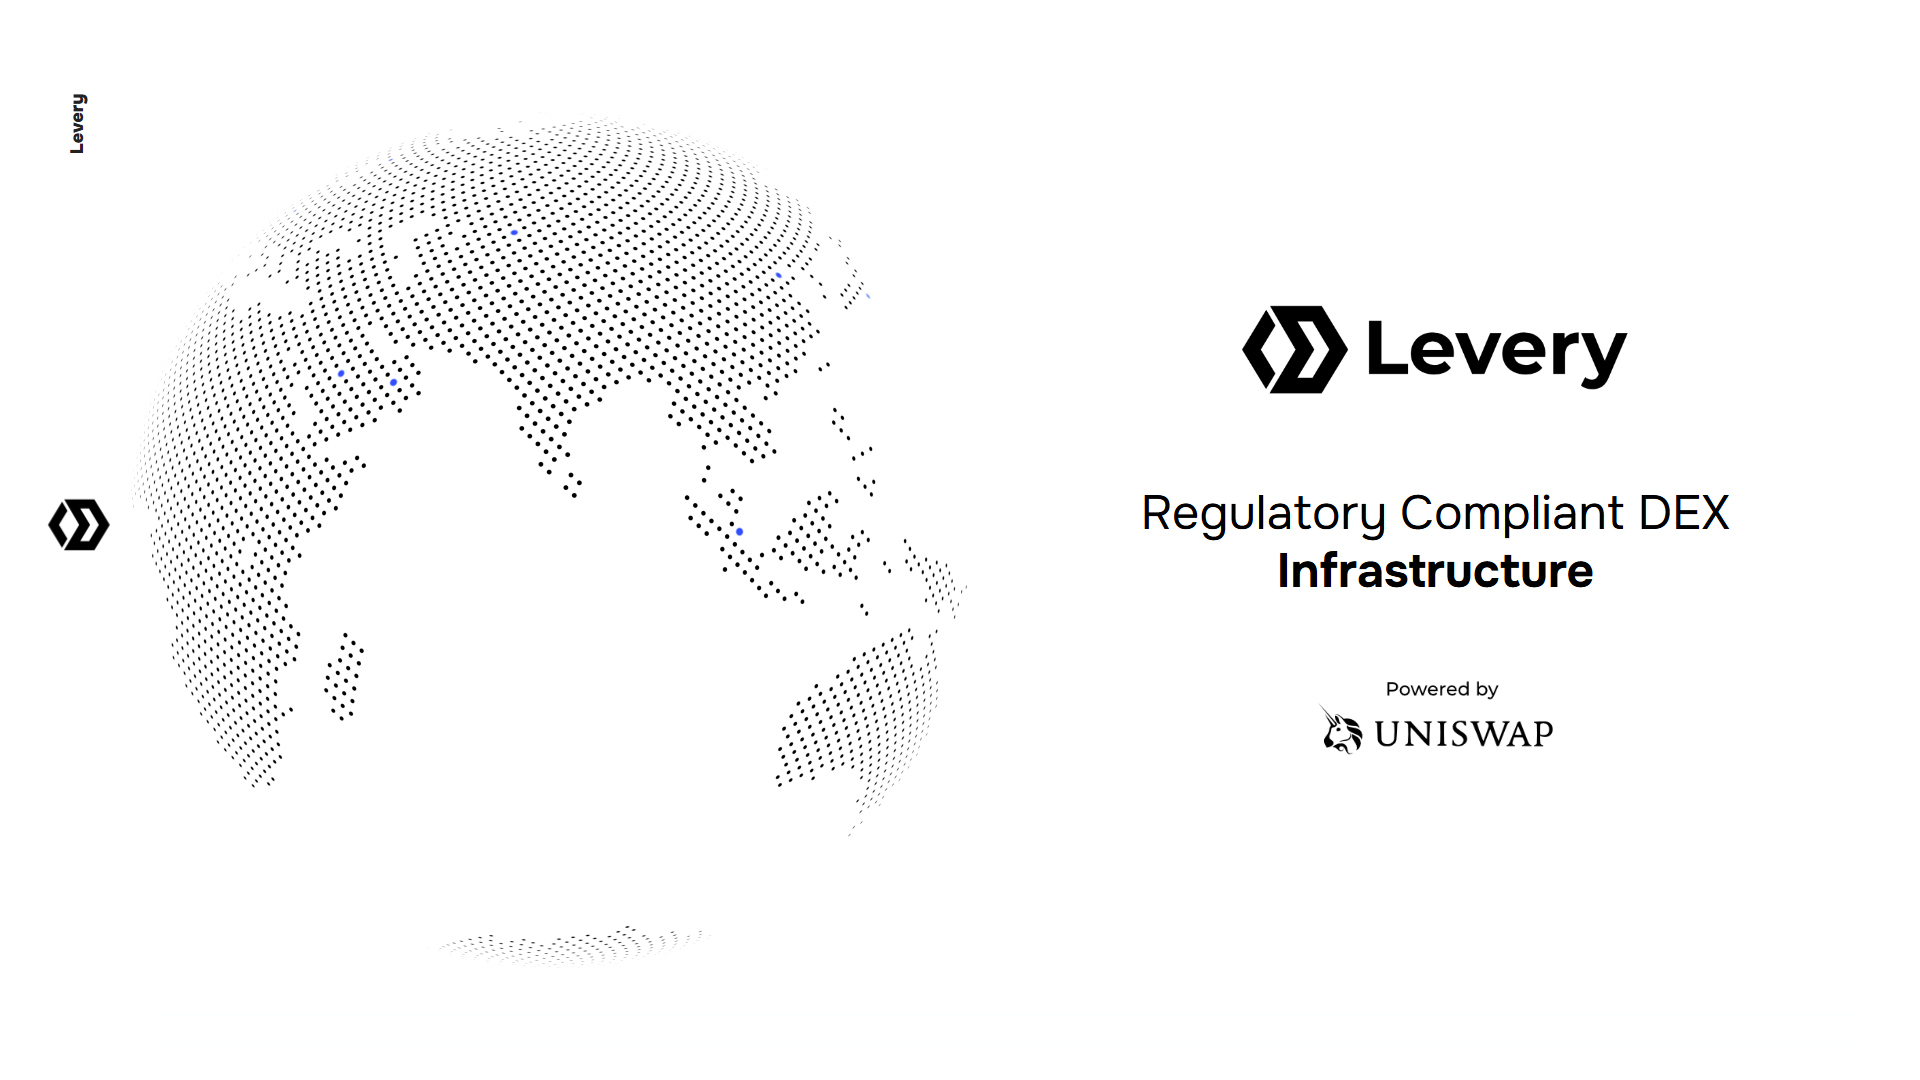 Levery
Levery
Regulatory Compliant DEX
Infrastructure
Powered by
UNISWAP